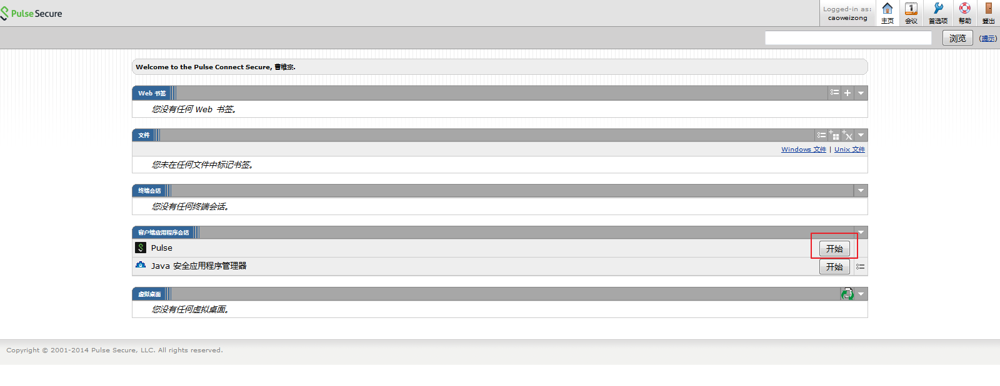 Pulse Secure
Logged-in as:
caoweizong
主页
会议
首选项
帮助
登出
浏览
(提示)
Welcome to the Pulse Connect Secure, 曹维宗.
Web 书签
您没有任何 Web 书签。
文件
Windows 文件 | Unix 文件
您未在任何文件中标记书签。
终端会话
您没有任何终端会话。
客户端应用程序会话
Pulse
开始
Java 安全应用程序管理器
开始
虚拟桌面
您没有任何虚拟桌面。
Copyright © 2001-2014 Pulse Secure, LLC. All rights reserved.